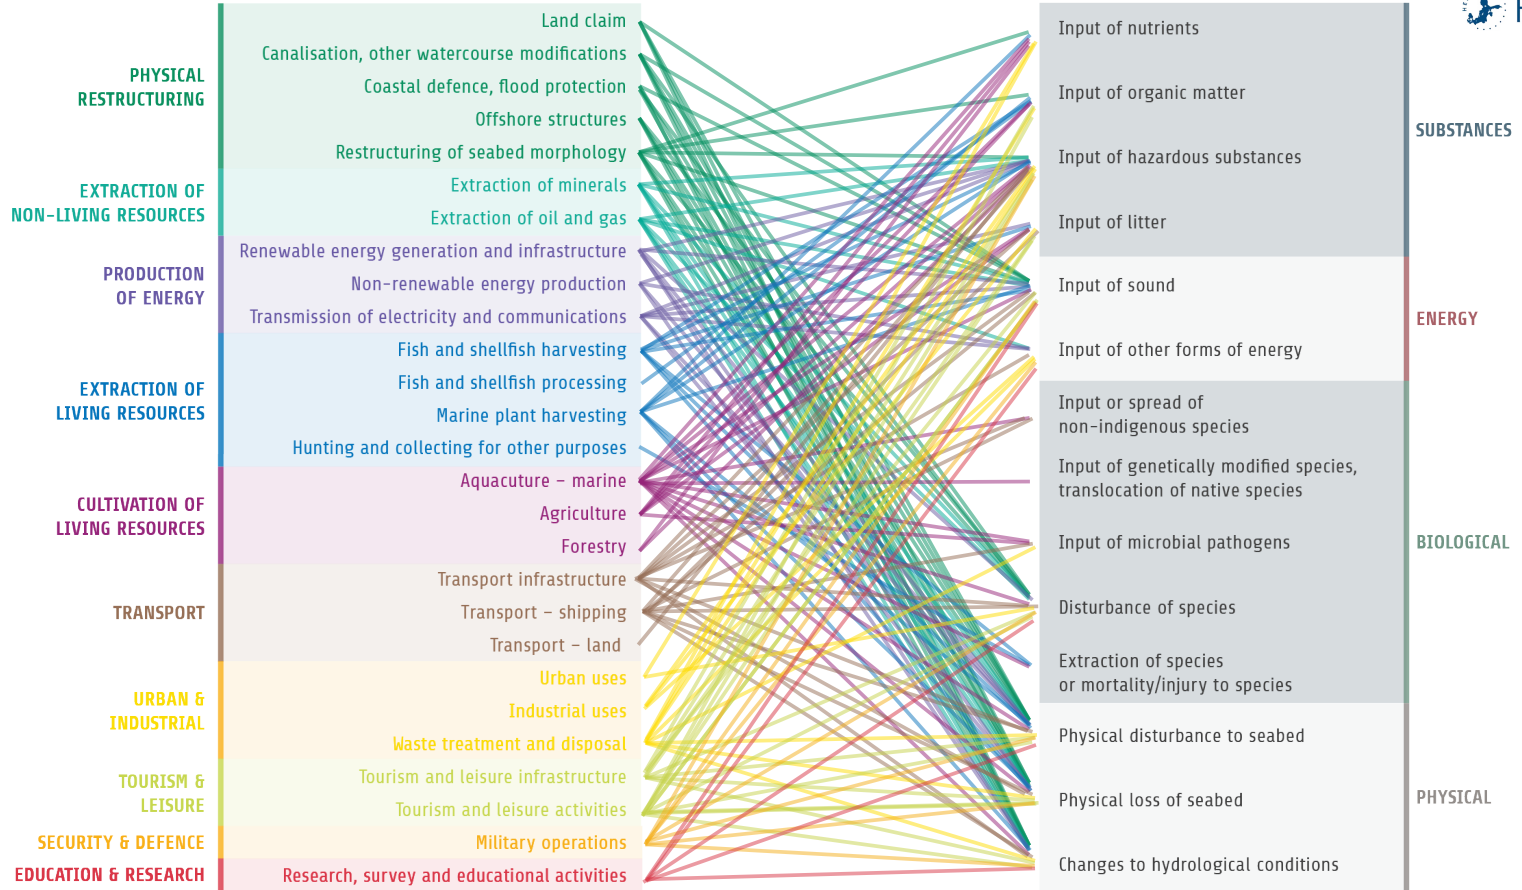 PHYSICAL
RESTRUCTURING
Land claim
Canalisation, other watercourse modifications
Coastal defence, flood protection
Offshore structures
Restructuring of seabed morphology
EXTRACTION OF
NON-LIVING RESOURCES
Extraction of minerals
Extraction of oil and gas
PRODUCTION
OF ENERGY
Renewable energy generation and infrastructure
Non-renewable energy production
Transmission of electricity and communications
EXTRACTION OF
LIVING RESOURCES
Fish and shellfish harvesting
Fish and shellfish processing
Marine plant harvesting
Hunting and collecting for other purposes
CULTIVATION OF
LIVING RESOURCES
Aquacuture – marine
Agriculture
Forestry
TRANSPORT
Transport infrastructure
Transport – shipping
Transport – land
URBAN &
INDUSTRIAL
Urban uses
Industrial uses
Waste treatment and disposal
TOURISM &
LEISURE
Tourism and leisure infrastructure
Tourism and leisure activities
SECURITY & DEFENCE
Military operations
EDUCATION & RESEARCH
Research, survey and educational activities
Input of nutrients
Input of organic matter
Input of hazardous substances
Input of litter
SUBSTANCES
Input of sound
Input of other forms of energy
ENERGY
Input or spread of
non-indigenous species
Input of genetically modified species,
translocation of native species
Input of microbial pathogens
Disturbance of species
Extraction of species
or mortality/injury to species
BIOLOGICAL
Physical disturbance to seabed
Physical loss of seabed
Changes to hydrological conditions
PHYSICAL